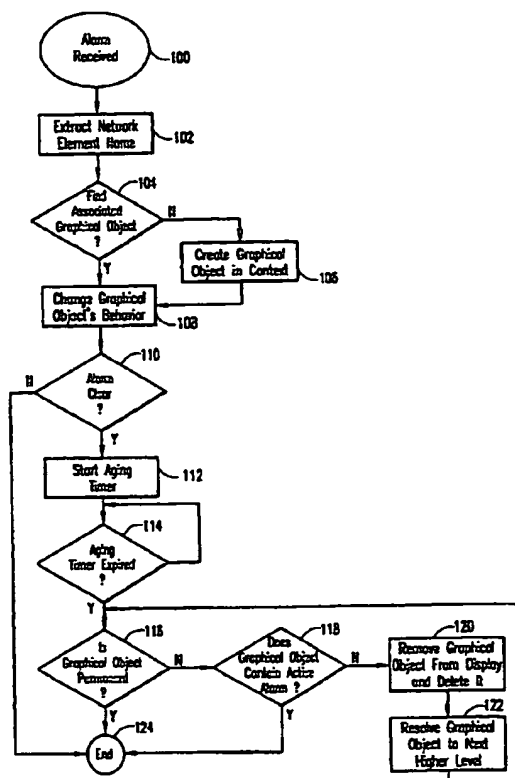 Alarm
Received
100
Extract Network
Element Name
102
104
Find
Associated
Graphical Object
?
N
Y
Create Graphical
Object in Context
106
Change Graphical
Object's Behavior
108
110
Alarm
Clear
?
N
Y
Start Aging
Timer
112
114
Aging
Timer Expired
?
Y
116
Is
Graphical Object
Permanent
?
N
Y
118
Does
Graphical Object
Contain Active
Alarm ?
N
Y
120
Remove Graphical
Object From Display
and Delete It
122
Resolve Graphical
Object to Next
Higher Level
124
End